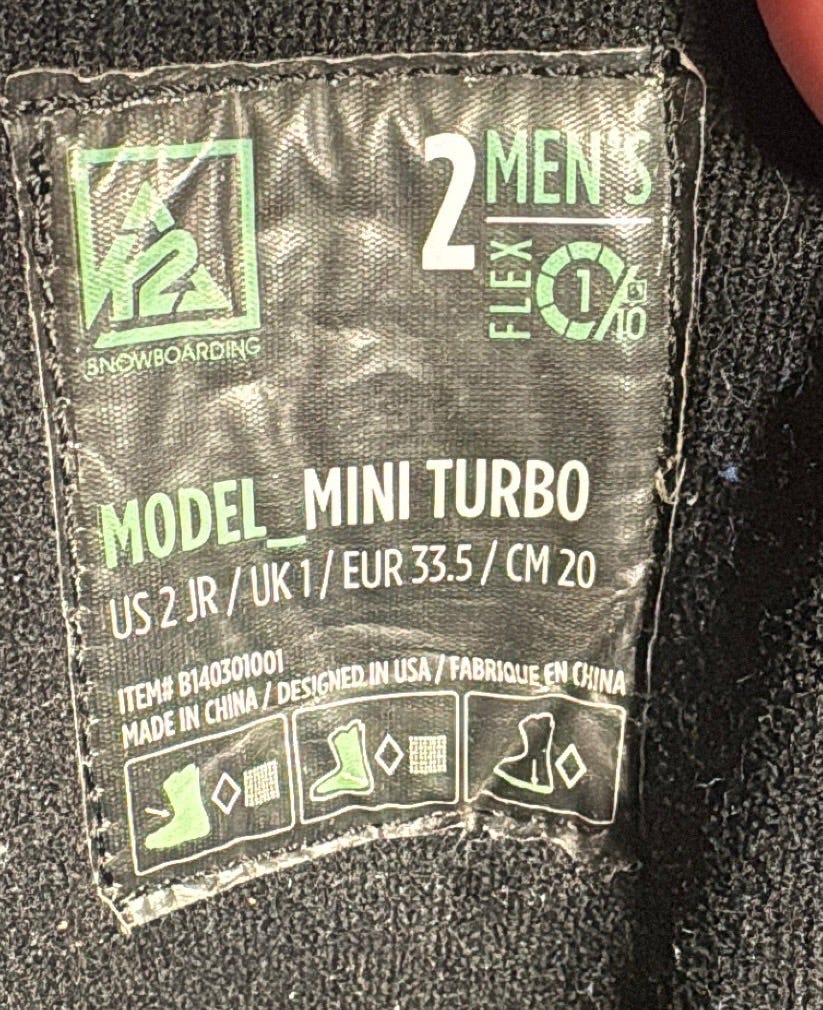 K2
SNOWBOARDING
2 MEN'S
FLEX 1/10
MODEL_MINI TURBO
US 2 JR / UK 1 / EUR 33.5 / CM 20
ITEM# B140301001
MADE IN CHINA / DESIGNED IN USA / FABRIQUE EN CHINA